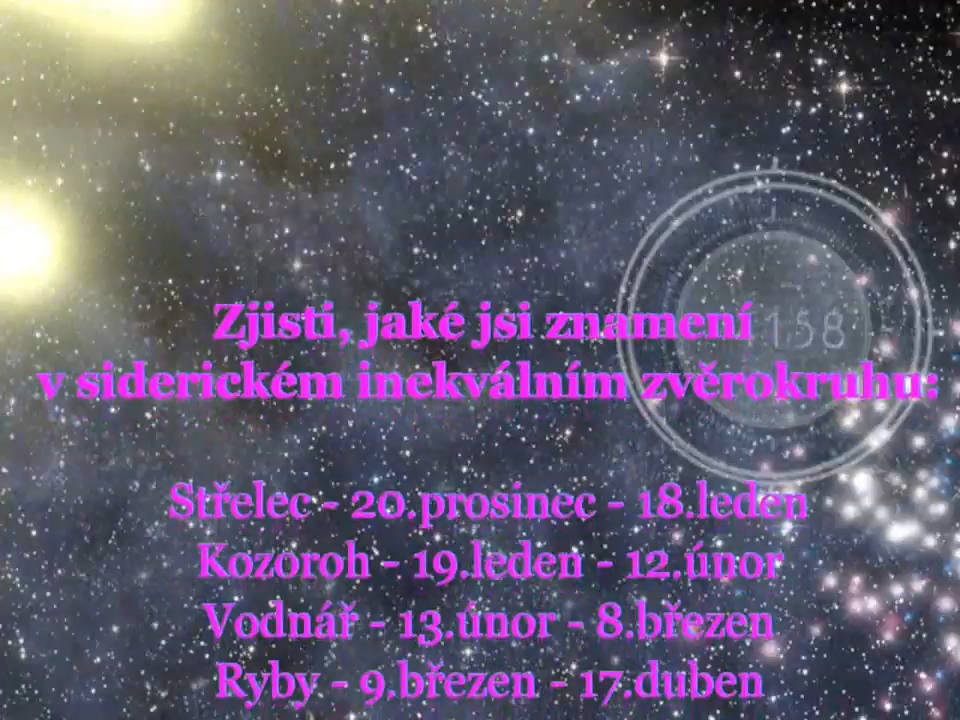 Zjisti, jaké jsi znamení
158
v siderickém inekválním zvěrokruhu:
Střelec - 20.prosinec - 18.leden
Kozoroh - 19.leden - 12.únor
Vodnář - 13.únor - 8.březen
Ryby - 9.březen - 17.duben